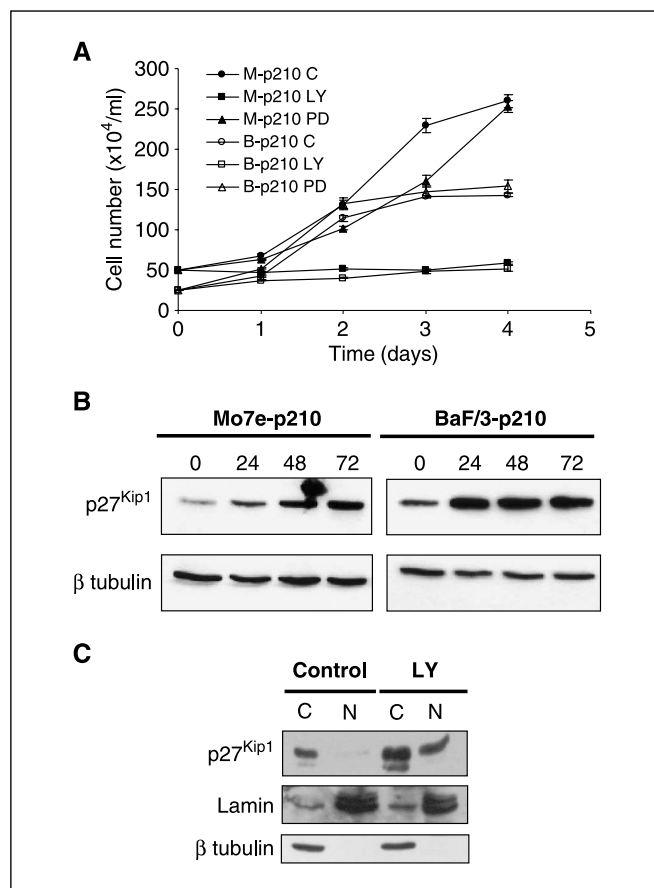 A
300
250
200
150
100
50
0
Cell number (x10⁴/ml)
M-p210 C
M-p210 LY
M-p210 PD
B-p210 C
B-p210 LY
B-p210 PD
0 1 2 3 4 5
Time (days)
B
Mo7e-p210 BaF/3-p210
0 24 48 72 0 24 48 72
p27ᴷⁱᵖ¹
β tubulin
C
Control LY
C N C N
p27ᴷⁱᵖ¹
Lamin
β tubulin